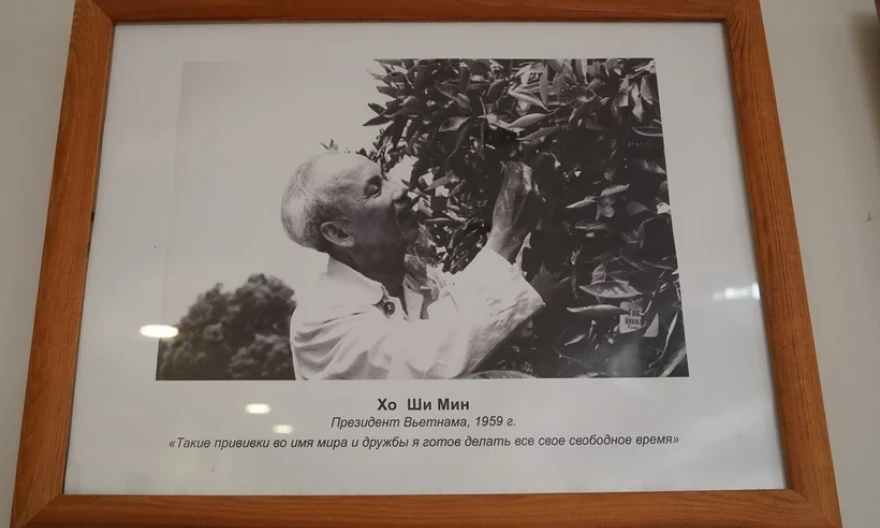 Хо Ши Мин
Президент Вьетнама, 1959 г.
«Такие прививки во имя мира и дружбы я готов делать все свое свободное время»